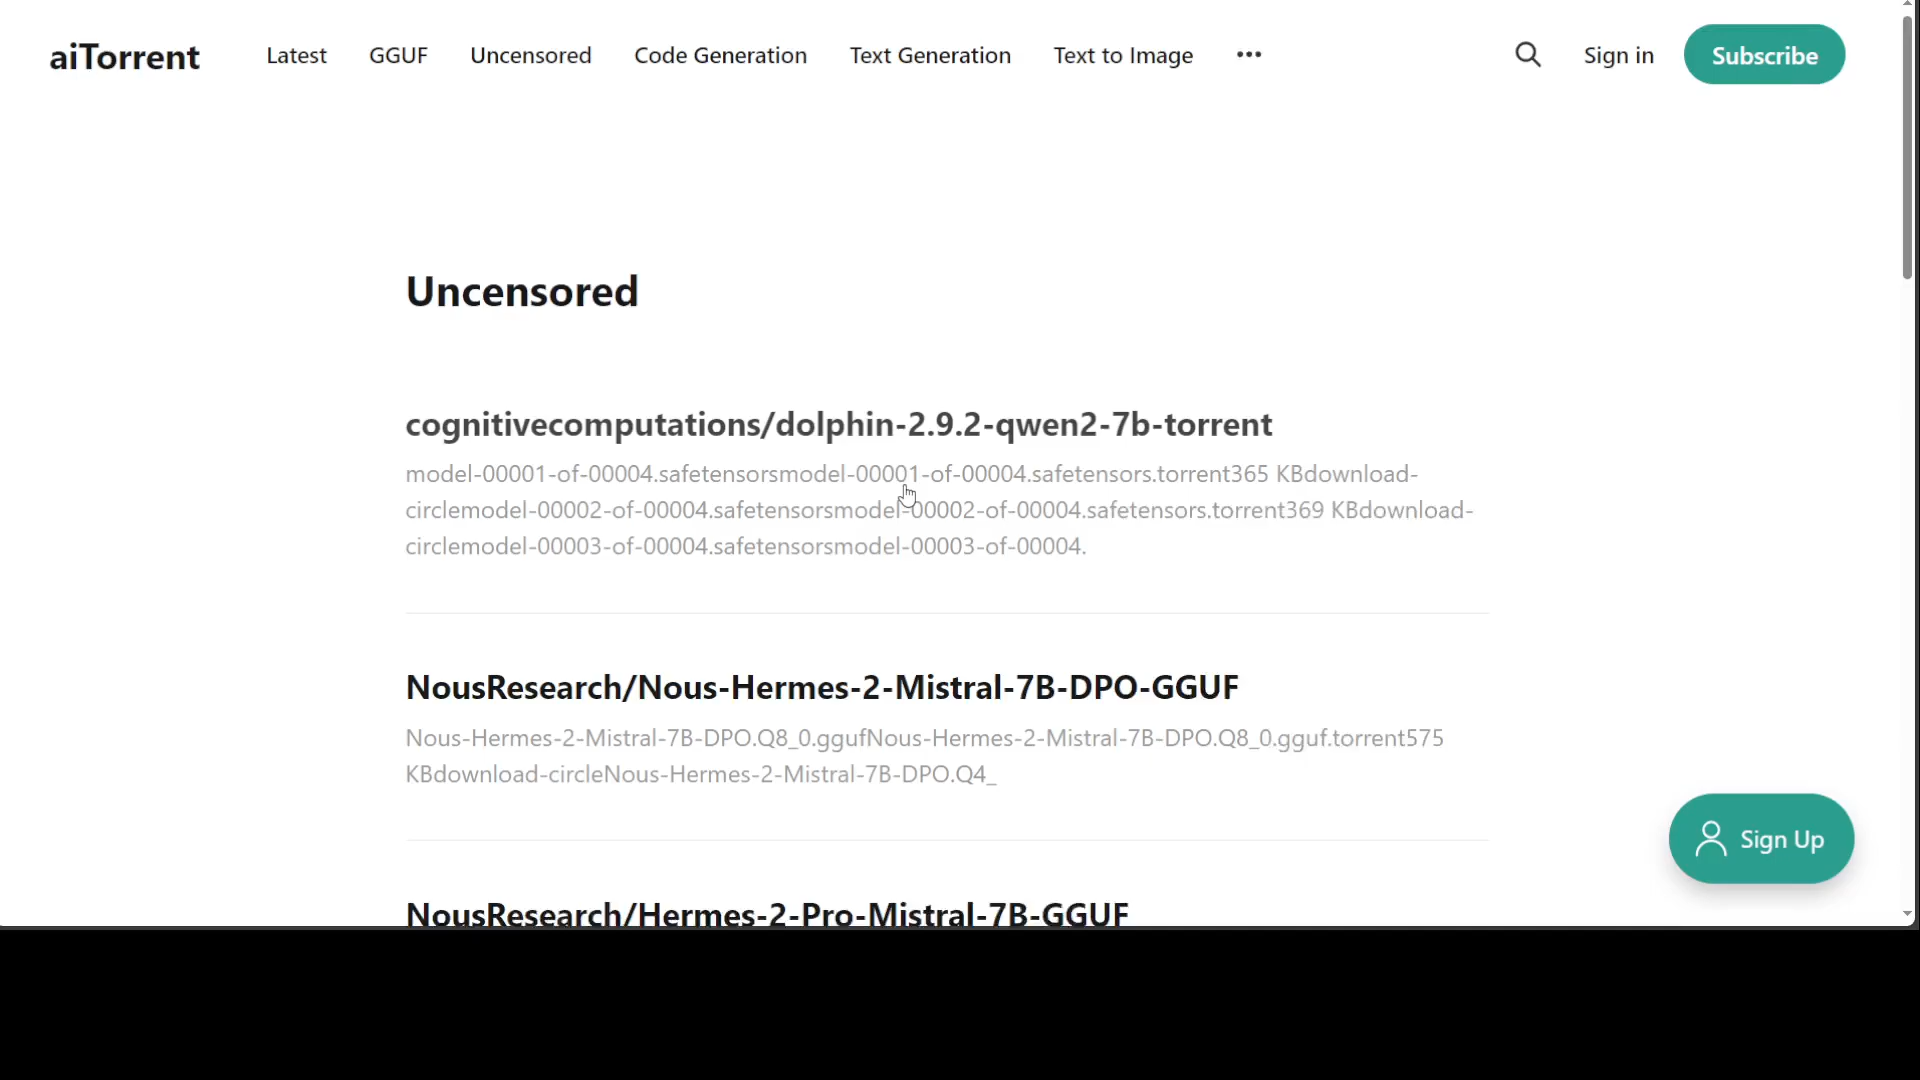 aiTorrent
Latest
GGUF
Uncensored
Code Generation
Text Generation
Text to Image
Sign in
Subscribe
Uncensored
cognitivecomputations/dolphin-2.9.2-qwen2-7b-torrent
model-00001-of-00004.safetensorsmodel-00001-of-00004.safetensors.torrent365 KBdownload-
circlemodel-00002-of-00004.safetensorsmodel-00002-of-00004.safetensors.torrent369 KBdownload-
circlemodel-00003-of-00004.safetensorsmodel-00003-of-00004.
NousResearch/Nous-Hermes-2-Mistral-7B-DPO-GGUF
Nous-Hermes-2-Mistral-7B-DPO.Q8_0.ggufNous-Hermes-2-Mistral-7B-DPO.Q8_0.gguf.torrent575
KBdownload-circleNous-Hermes-2-Mistral-7B-DPO.Q4_
NousResearch/Hermes-2-Pro-Mistral-7B-GGUF
Sign Up